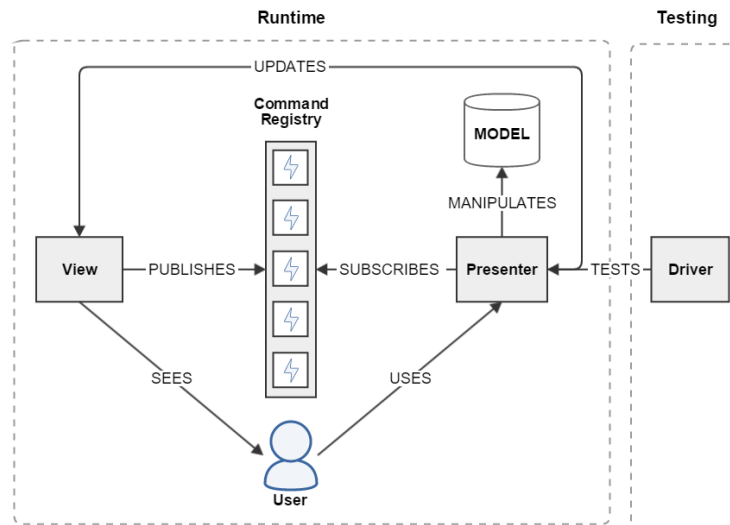 Runtime
Testing
UPDATES
Command
Registry
MODEL
MANIPULATES
View
PUBLISHES
SUBSCRIBES
Presenter
TESTS
Driver
SEES
USES
User